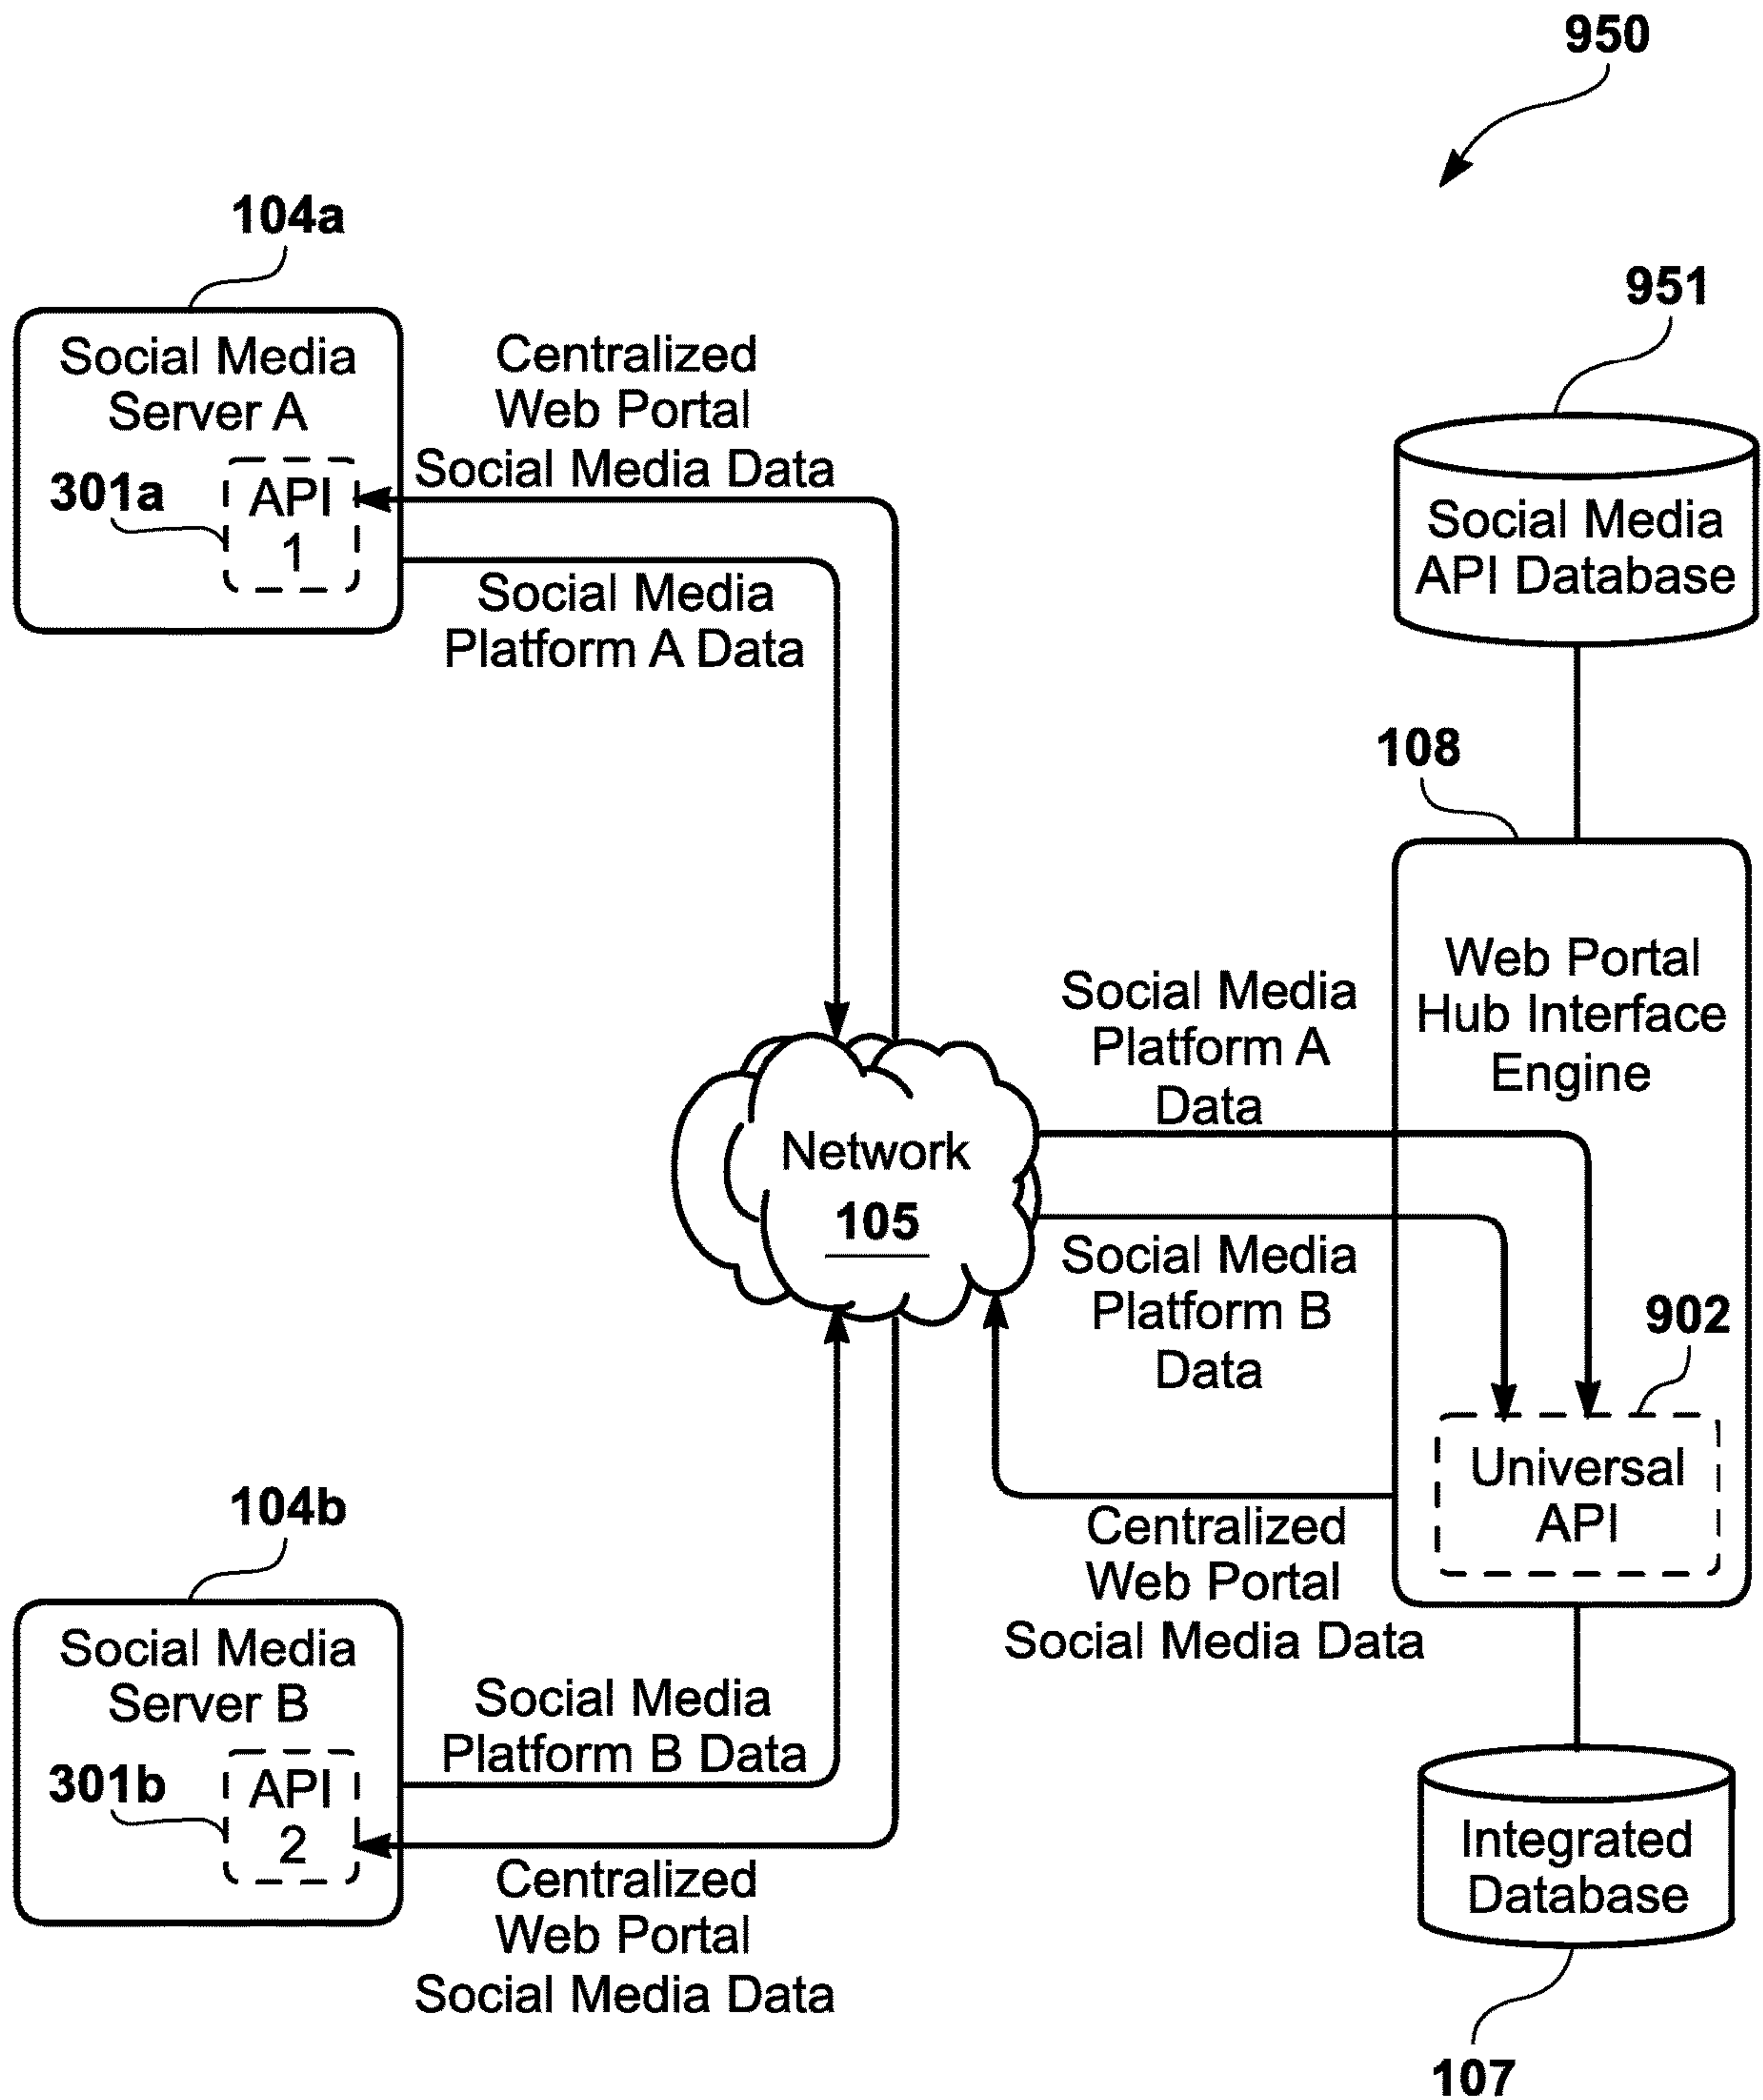 950
104a
951
Social Media
Server A
301a
API
1
Centralized
Web Portal
Social Media Data
Social Media
Platform A Data
Social Media
API Database
108
Web Portal
Hub Interface
Engine
Social Media
Platform A
Data
Network
105
Social Media
Platform B
Data
902
Universal
API
Centralized
Web Portal
Social Media Data
104b
Social Media
Server B
301b
API
2
Social Media
Platform B Data
Centralized
Web Portal
Social Media Data
Integrated
Database
107